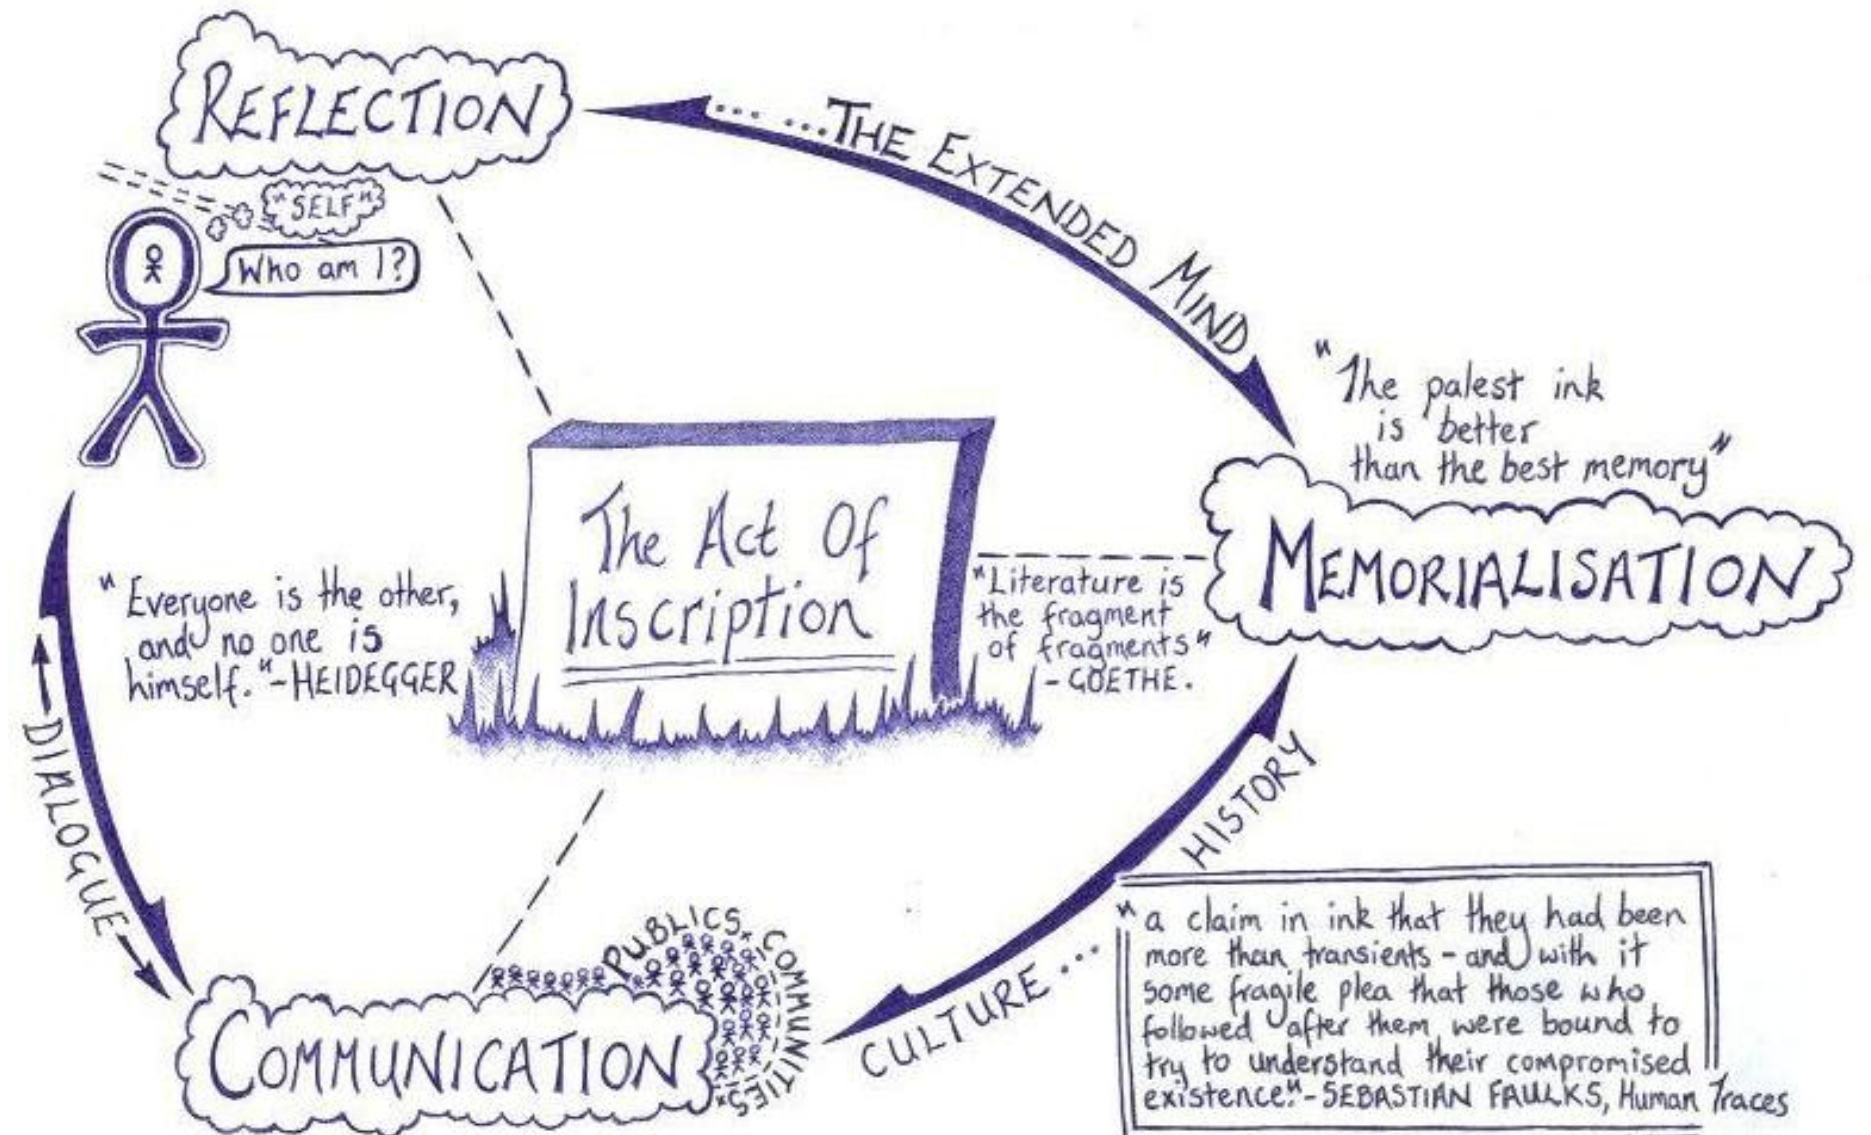 REFLECTION
"SELF"
Who am I?
... ...THE EXTENDED MIND
"The palest ink
is better
than the best memory"
MEMORIALISATION
The Act Of
Inscription
"Everyone is the other,
and no one is
himself."-HEIDEGGER
"Literature is
the fragment
of fragments"
-GOETHE.
DIALOGUE
HISTORY
CULTURE ...
PUBLICS, COMMUNITIES
COMMUNICATION
"a claim in ink that they had been
more than transients - and with it
some fragile plea that those who
followed after them were bound to
try to understand their compromised
existence."-SEBASTIAN FAULKS, Human Traces